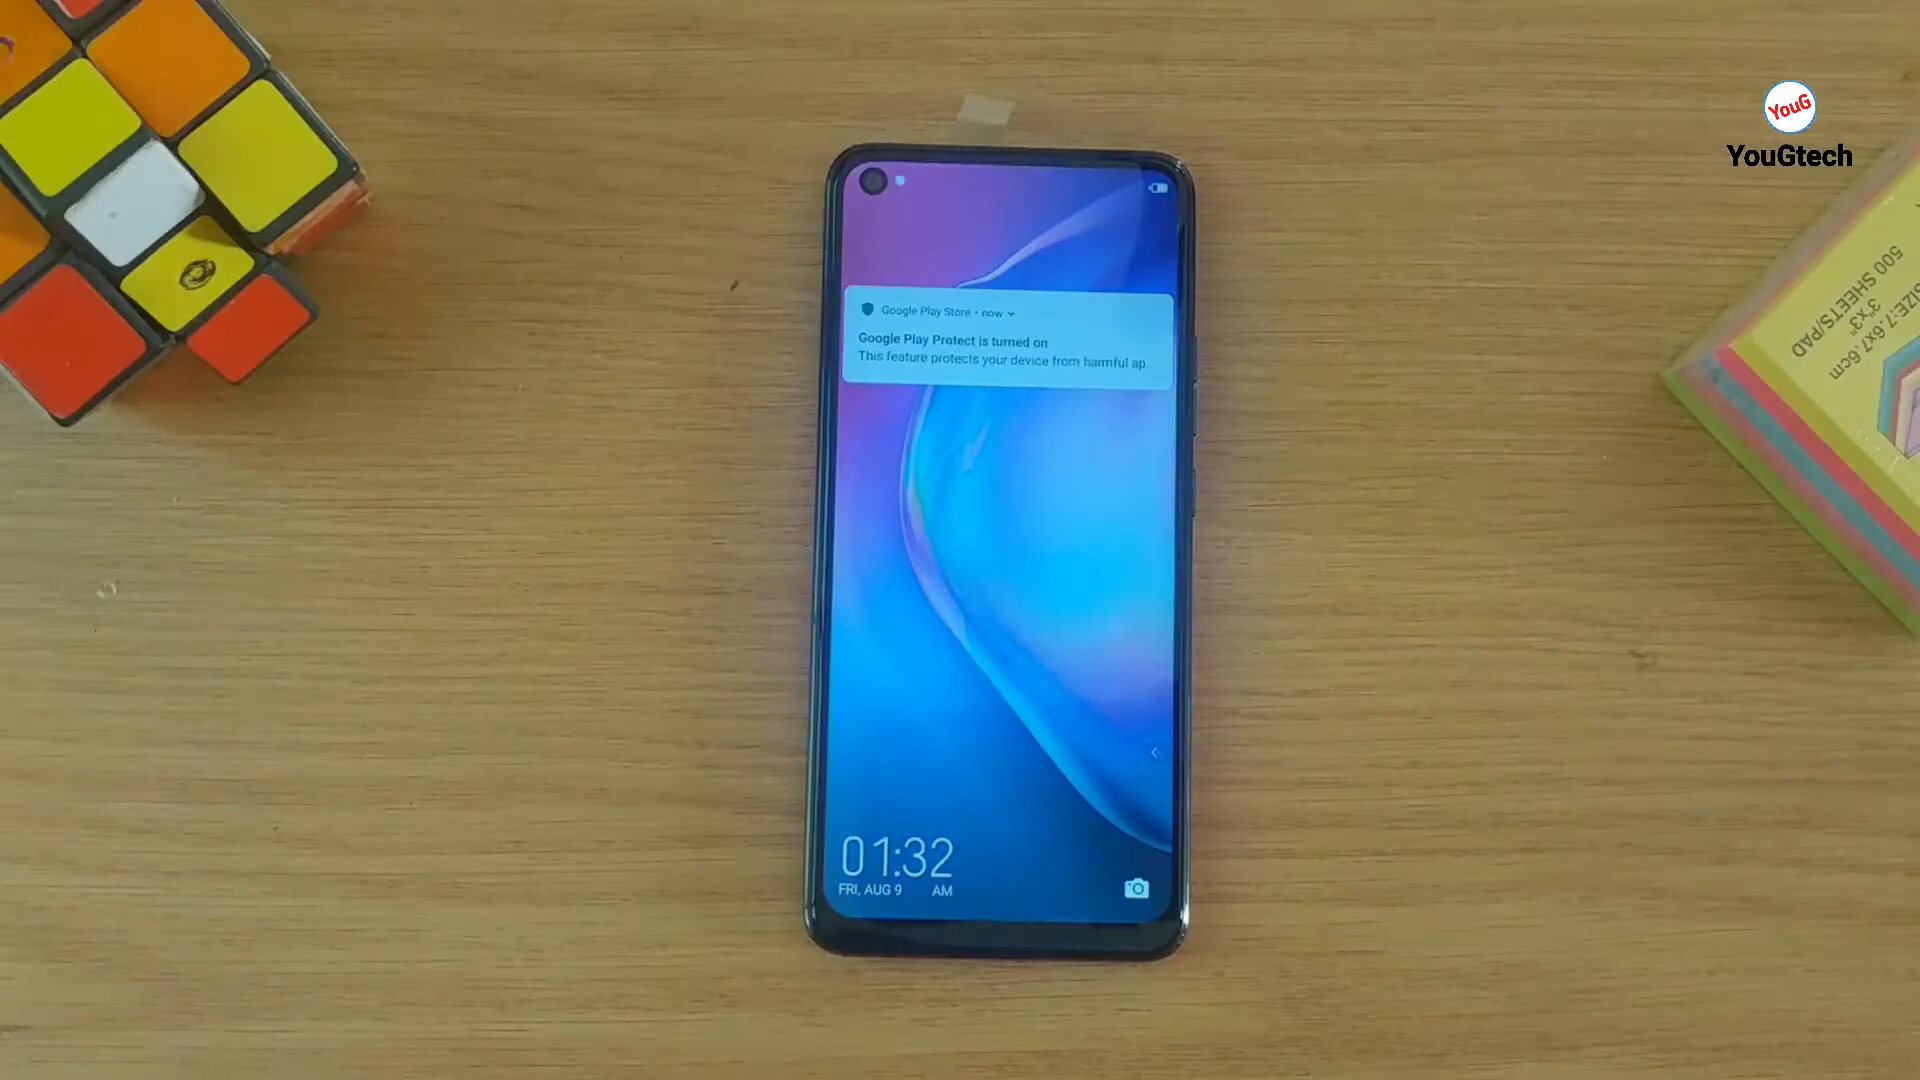 YouG
YouGtech
Google Play Store • now
Google Play Protect is turned on
This feature protects your device from harmful ap.
01:32
FRI, AUG 9 AM
500 SHEETS/PAD
3"x3"
SIZE:7.6x7.6cm